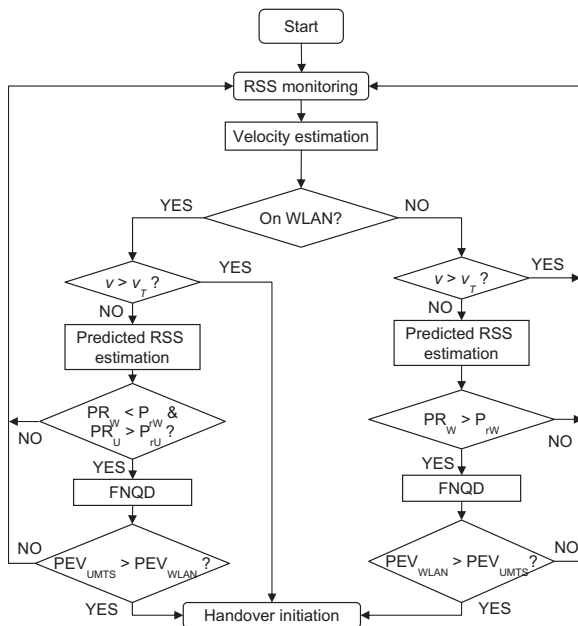 Start
RSS monitoring
Velocity estimation
On WLAN?
YES
NO
v > v_T ?
YES
NO
Predicted RSS
estimation
PR_W < P_rW &
PR_U > P_rU ?
NO
YES
FNQD
PEV_UMTS > PEV_WLAN ?
NO
YES
v > v_T ?
YES
NO
Predicted RSS
estimation
PR_W > P_rW
NO
YES
FNQD
PEV_WLAN > PEV_UMTS ?
NO
YES
Handover initiation